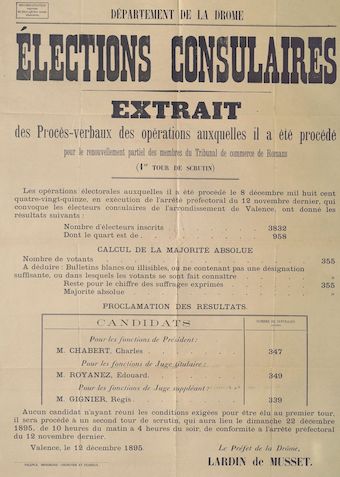 DÉPARTEMENT DE LA DROME
ÉLECTIONS CONSULAIRES
EXTRAIT
des Procès-verbaux des opérations auxquelles il a été procédé
pour le renouvellement partiel des membres du Tribunal de commerce de Romans
(1er TOUR DE SCRUTIN)
Les opérations électorales auxquelles il a été procédé le 8 décembre mil huit cent
quatre-vingt-quinze, en exécution de l'arrêté préfectoral du 12 novembre dernier, qui
convoque les électeurs consulaires de l'arrondissement de Valence, ont donné les
résultats suivants :
Nombre d'électeurs inscrits 3832
Dont le quart est de 958
CALCUL DE LA MAJORITÉ ABSOLUE
Nombre de votants 355
A déduire : Bulletins blancs ou illisibles, ou ne contenant pas une désignation
suffisante, ou dans lesquels les votants se sont fait connaître »
Reste pour le chiffre des suffrages exprimés 355
Majorité absolue »
PROCLAMATION DES RÉSULTATS.
CANDIDATS
NOMBRE DE SUFFRAGES
Pour les fonctions de Président :
M. CHABERT, Charles 347
Pour les fonctions de Juge titulaire :
M. ROYANEZ, Edouard. 349
Pour les fonctions de Juge suppléant :
M. GIGNIER, Régis 339
Aucun candidat n'ayant réuni les conditions exigées pour être élu au premier tour,
il sera procédé à un second tour de scrutin, qui aura lieu le dimanche 22 décembre
1895, de 10 heures du matin à 4 heures du soir, de conformité à l'arrêté préfectoral
du 12 novembre dernier.
Valence, le 12 décembre 1895.
Le Préfet de la Drôme,
LARDIN DE MUSSET.